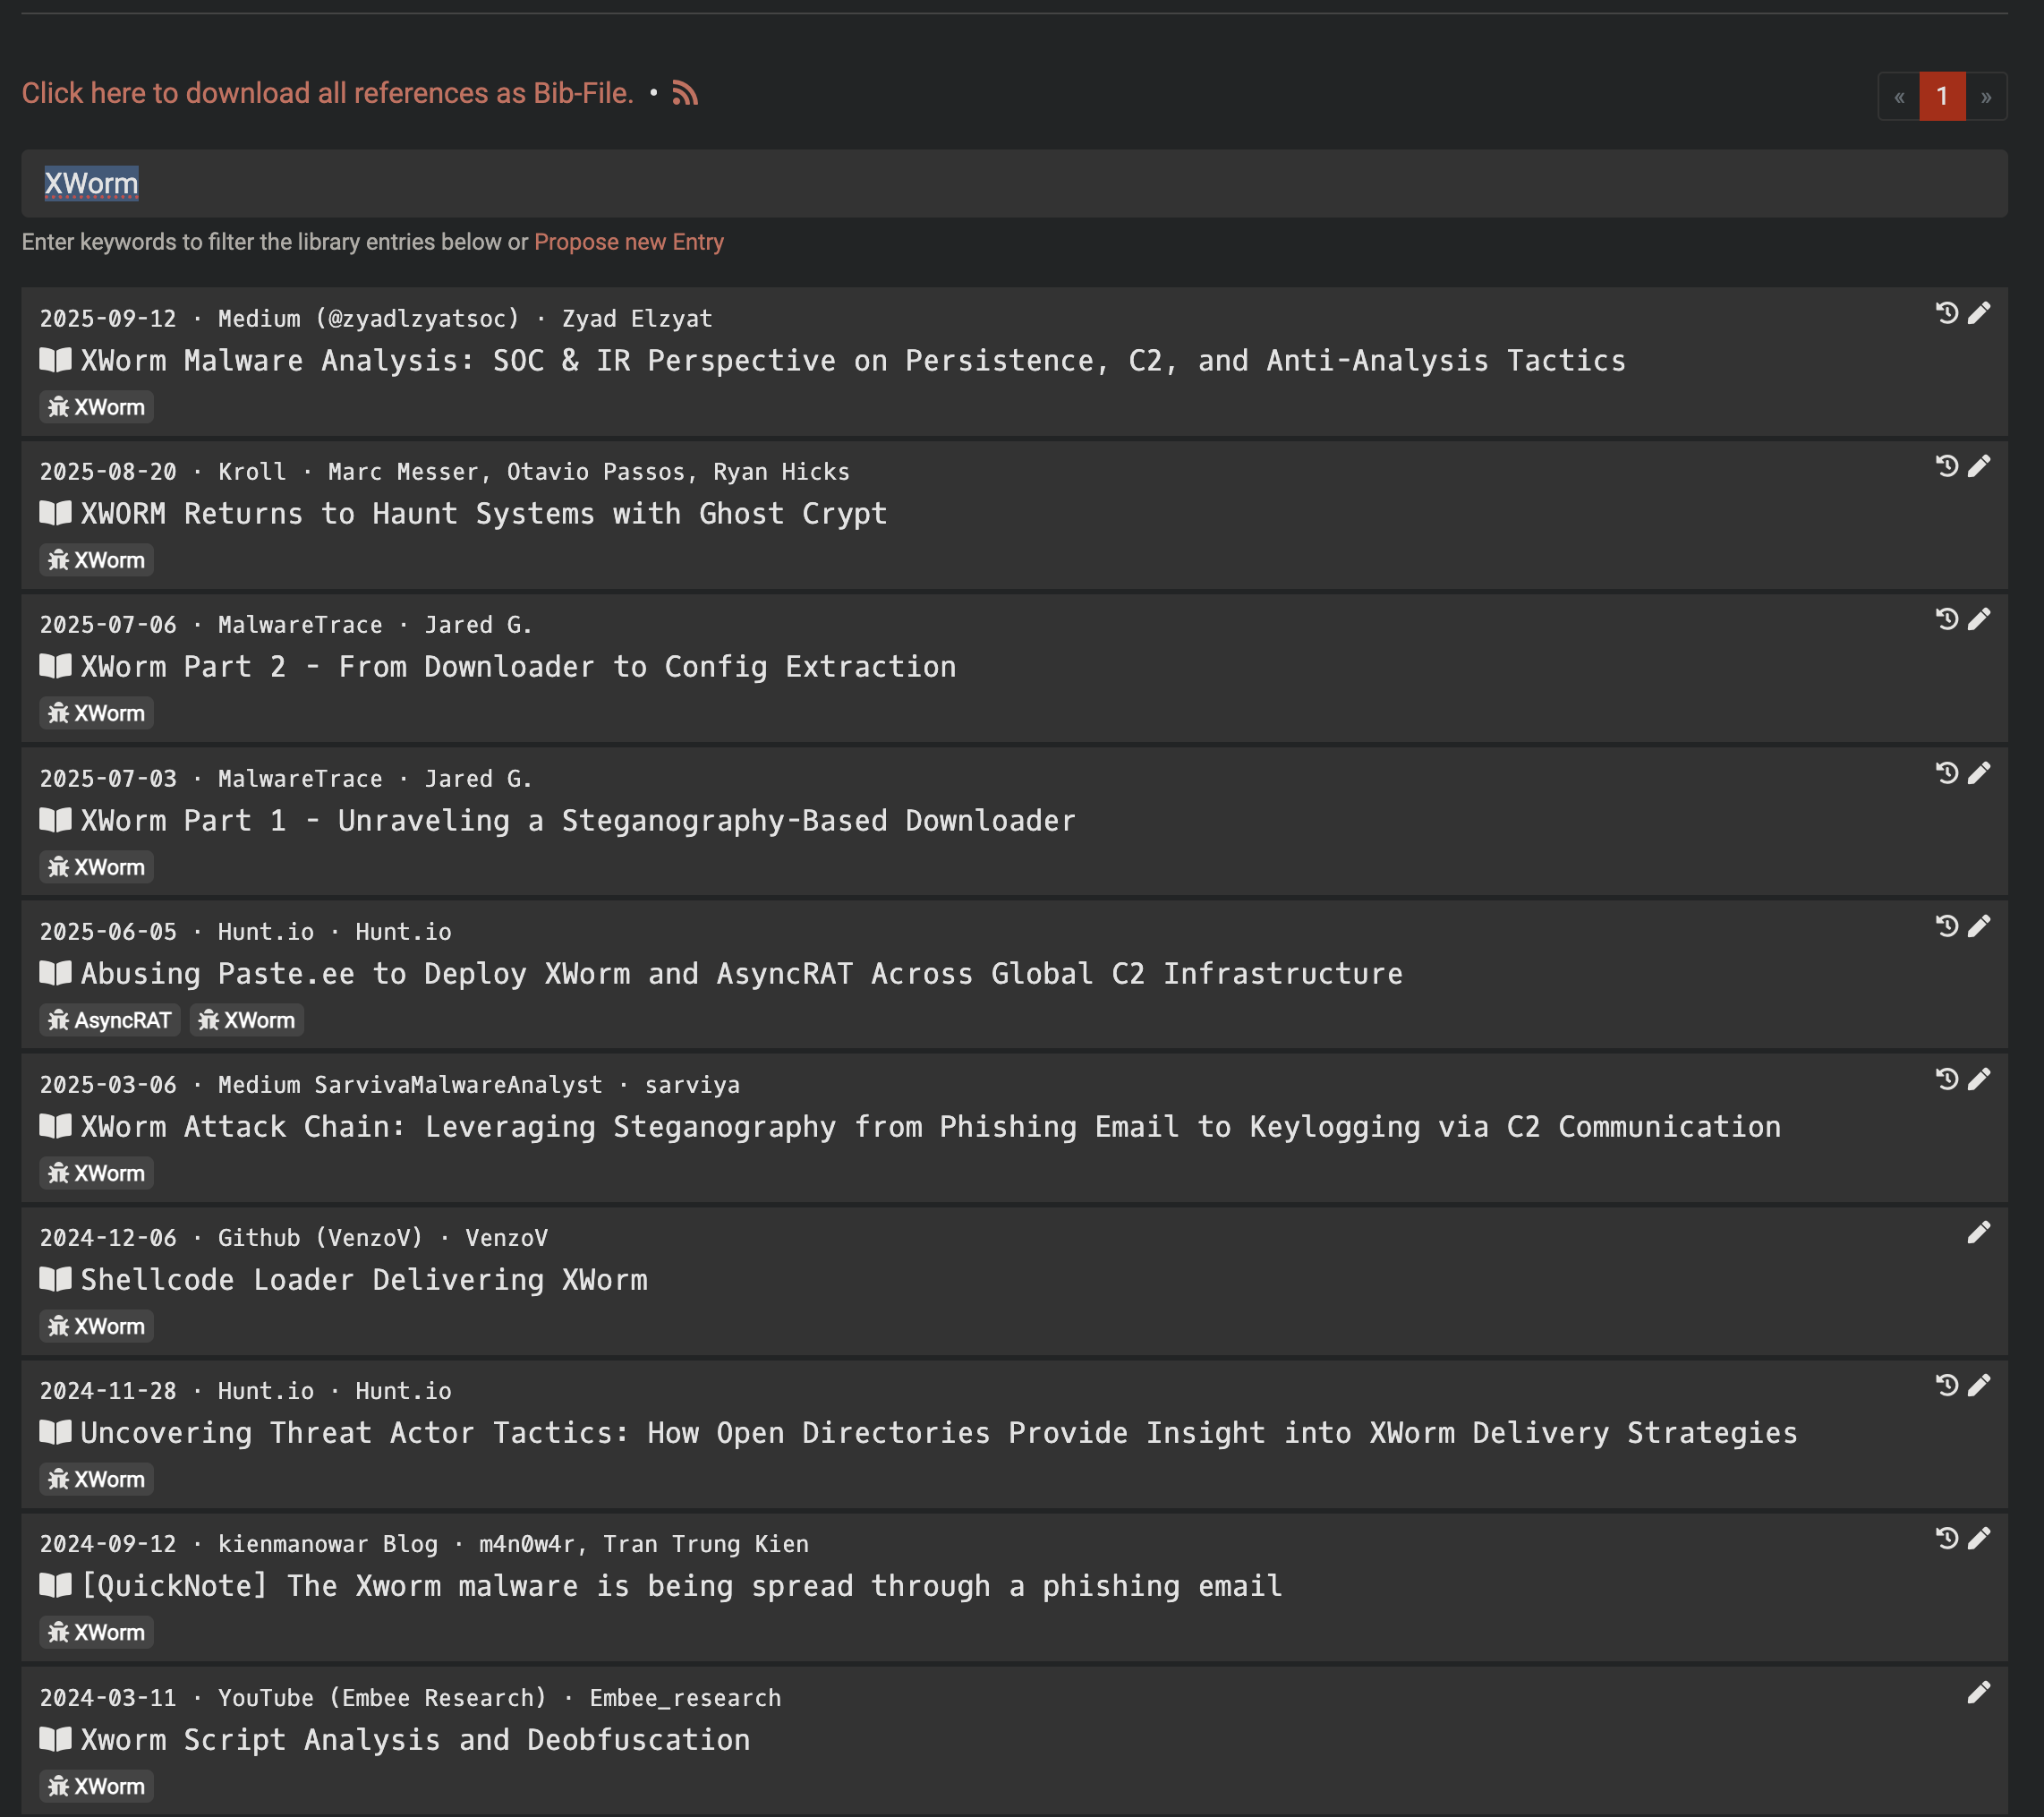 Click here to download all references as Bib-File. •
« 1 »
XWorm
Enter keywords to filter the library entries below or Propose new Entry
2025-09-12 · Medium (@zyadlzyatsoc) · Zyad Elzyat
XWorm Malware Analysis: SOC & IR Perspective on Persistence, C2, and Anti-Analysis Tactics
XWorm
2025-08-20 · Kroll · Marc Messer, Otavio Passos, Ryan Hicks
XWORM Returns to Haunt Systems with Ghost Crypt
XWorm
2025-07-06 · MalwareTrace · Jared G.
XWorm Part 2 - From Downloader to Config Extraction
XWorm
2025-07-03 · MalwareTrace · Jared G.
XWorm Part 1 - Unraveling a Steganography-Based Downloader
XWorm
2025-06-05 · Hunt.io · Hunt.io
Abusing Paste.ee to Deploy XWorm and AsyncRAT Across Global C2 Infrastructure
AsyncRAT XWorm
2025-03-06 · Medium SarvivaMalwareAnalyst · sarviya
XWorm Attack Chain: Leveraging Steganography from Phishing Email to Keylogging via C2 Communication
XWorm
2024-12-06 · Github (VenzoV) · VenzoV
Shellcode Loader Delivering XWorm
XWorm
2024-11-28 · Hunt.io · Hunt.io
Uncovering Threat Actor Tactics: How Open Directories Provide Insight into XWorm Delivery Strategies
XWorm
2024-09-12 · kienmanowar Blog · m4n0w4r, Tran Trung Kien
[QuickNote] The Xworm malware is being spread through a phishing email
XWorm
2024-03-11 · YouTube (Embee Research) · Embee_research
Xworm Script Analysis and Deobfuscation
XWorm